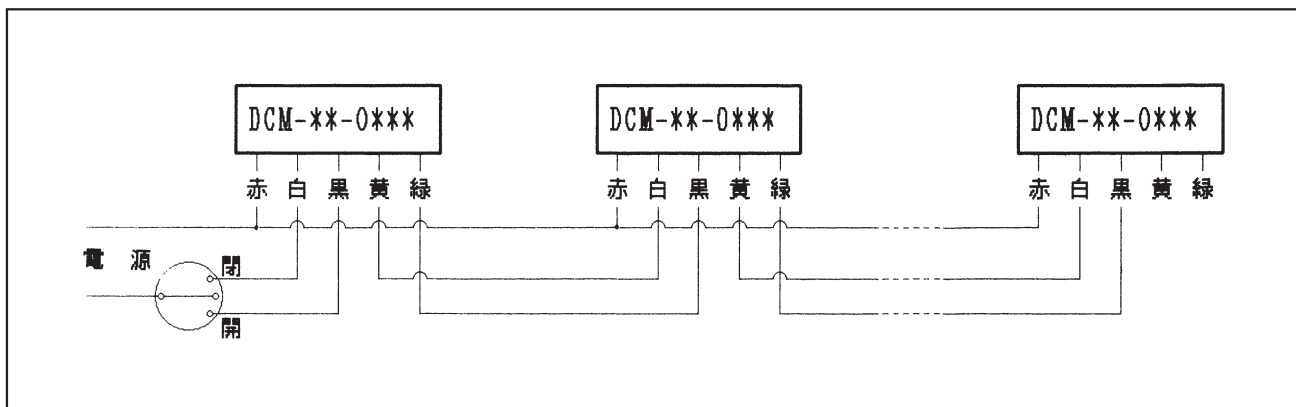 DCM-**-0*** DCM-**-0*** DCM-**-0***
赤 白 黒 黄 緑 赤 白 黒 黄 緑 赤 白 黒 黄 緑
電 源
閉
開